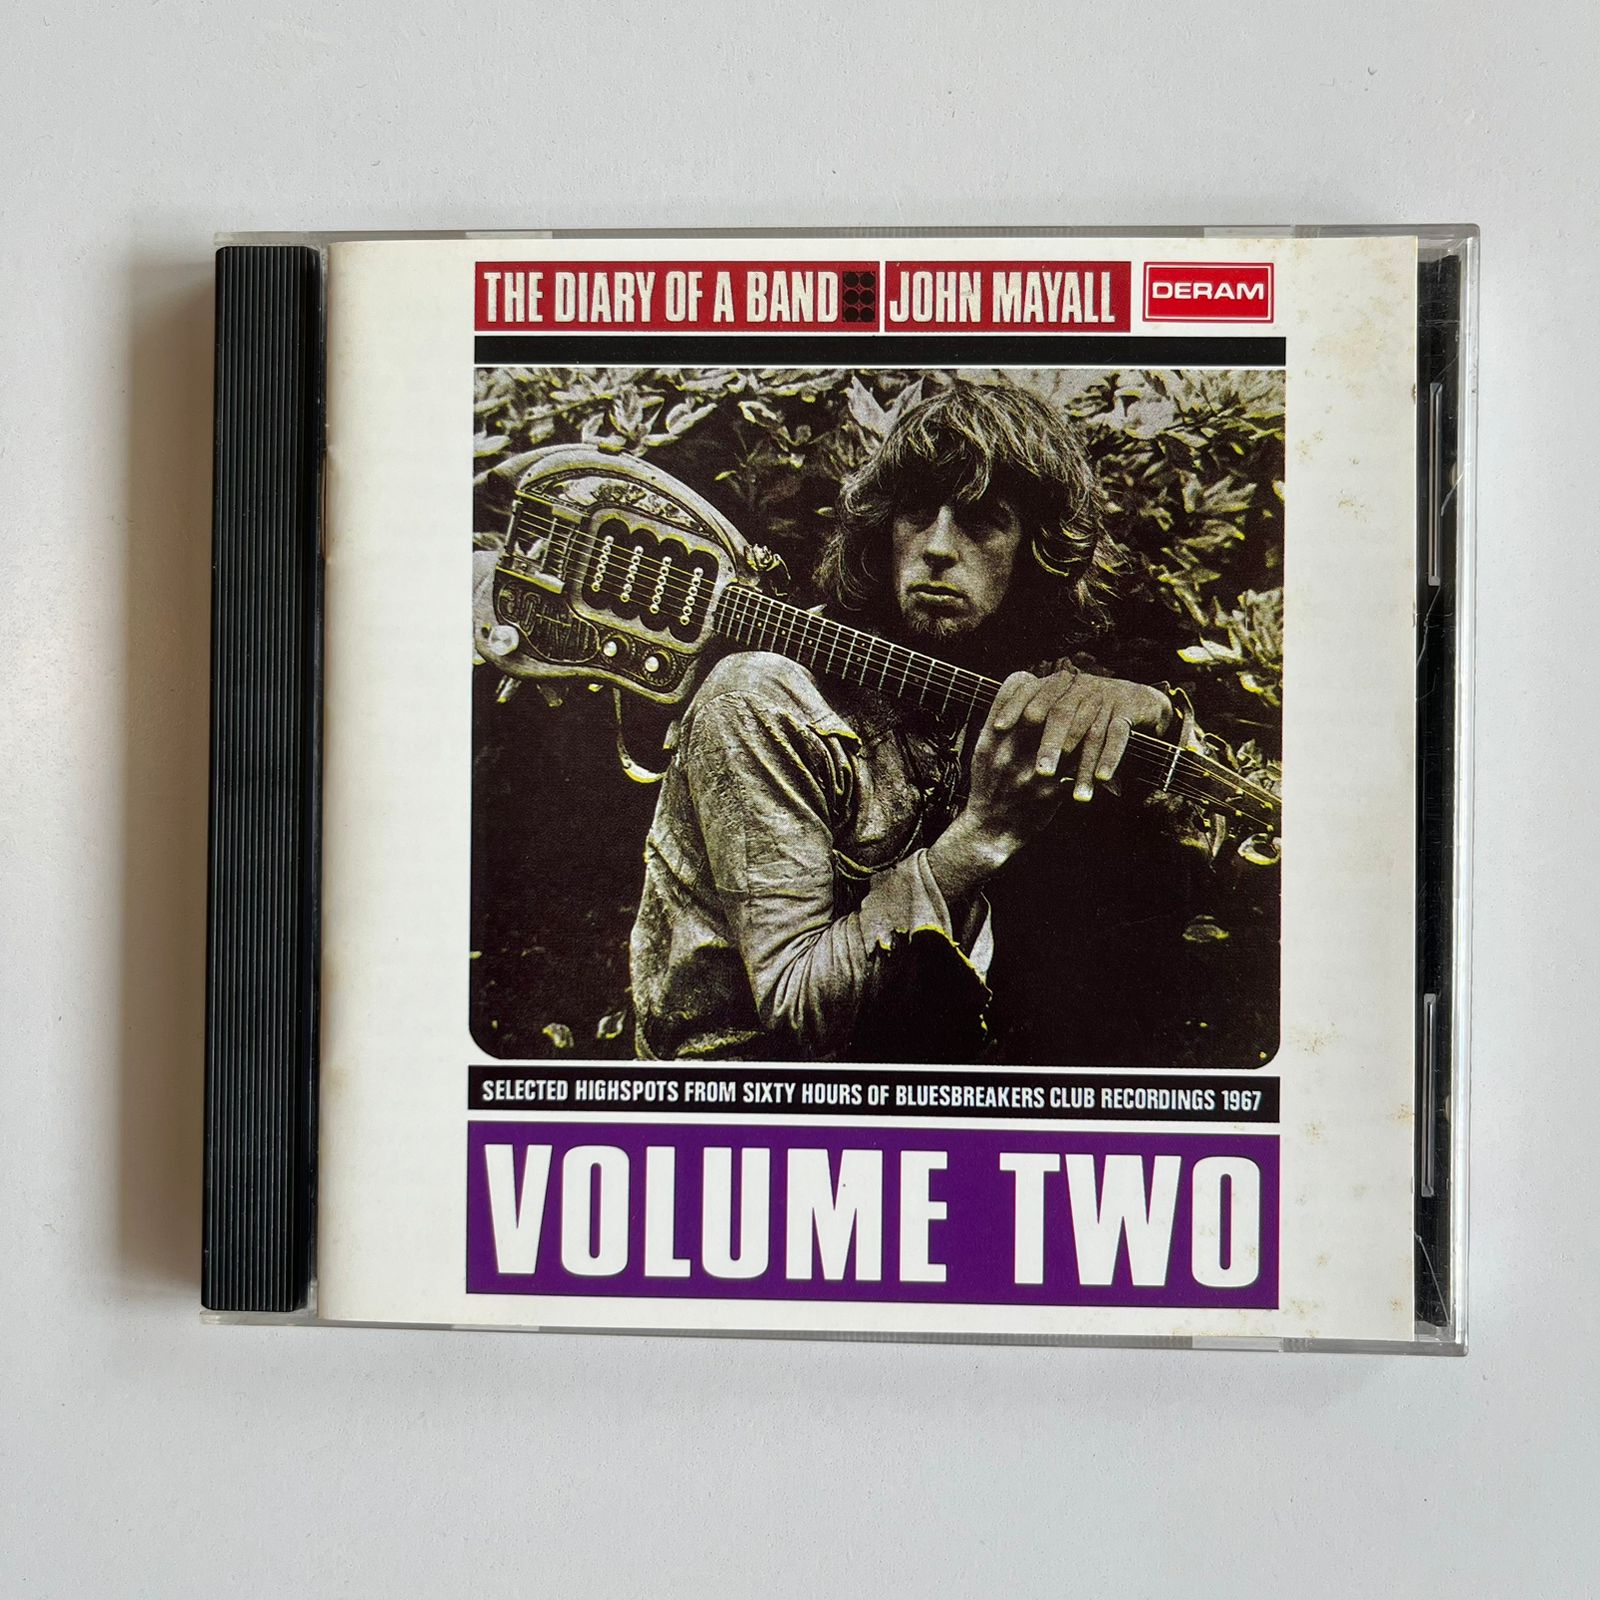 THE DIARY OF A BAND JOHN MAYALL DERAM
SELECTED HIGHSPOTS FROM SIXTY HOURS OF BLUESBREAKERS CLUB RECORDINGS 1967
VOLUME TWO